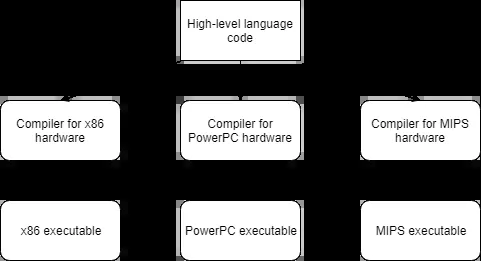 High-level language
code
Compiler for x86
hardware
Compiler for
PowerPC hardware
Compiler for MIPS
hardware
x86 executable
PowerPC executable
MIPS executable